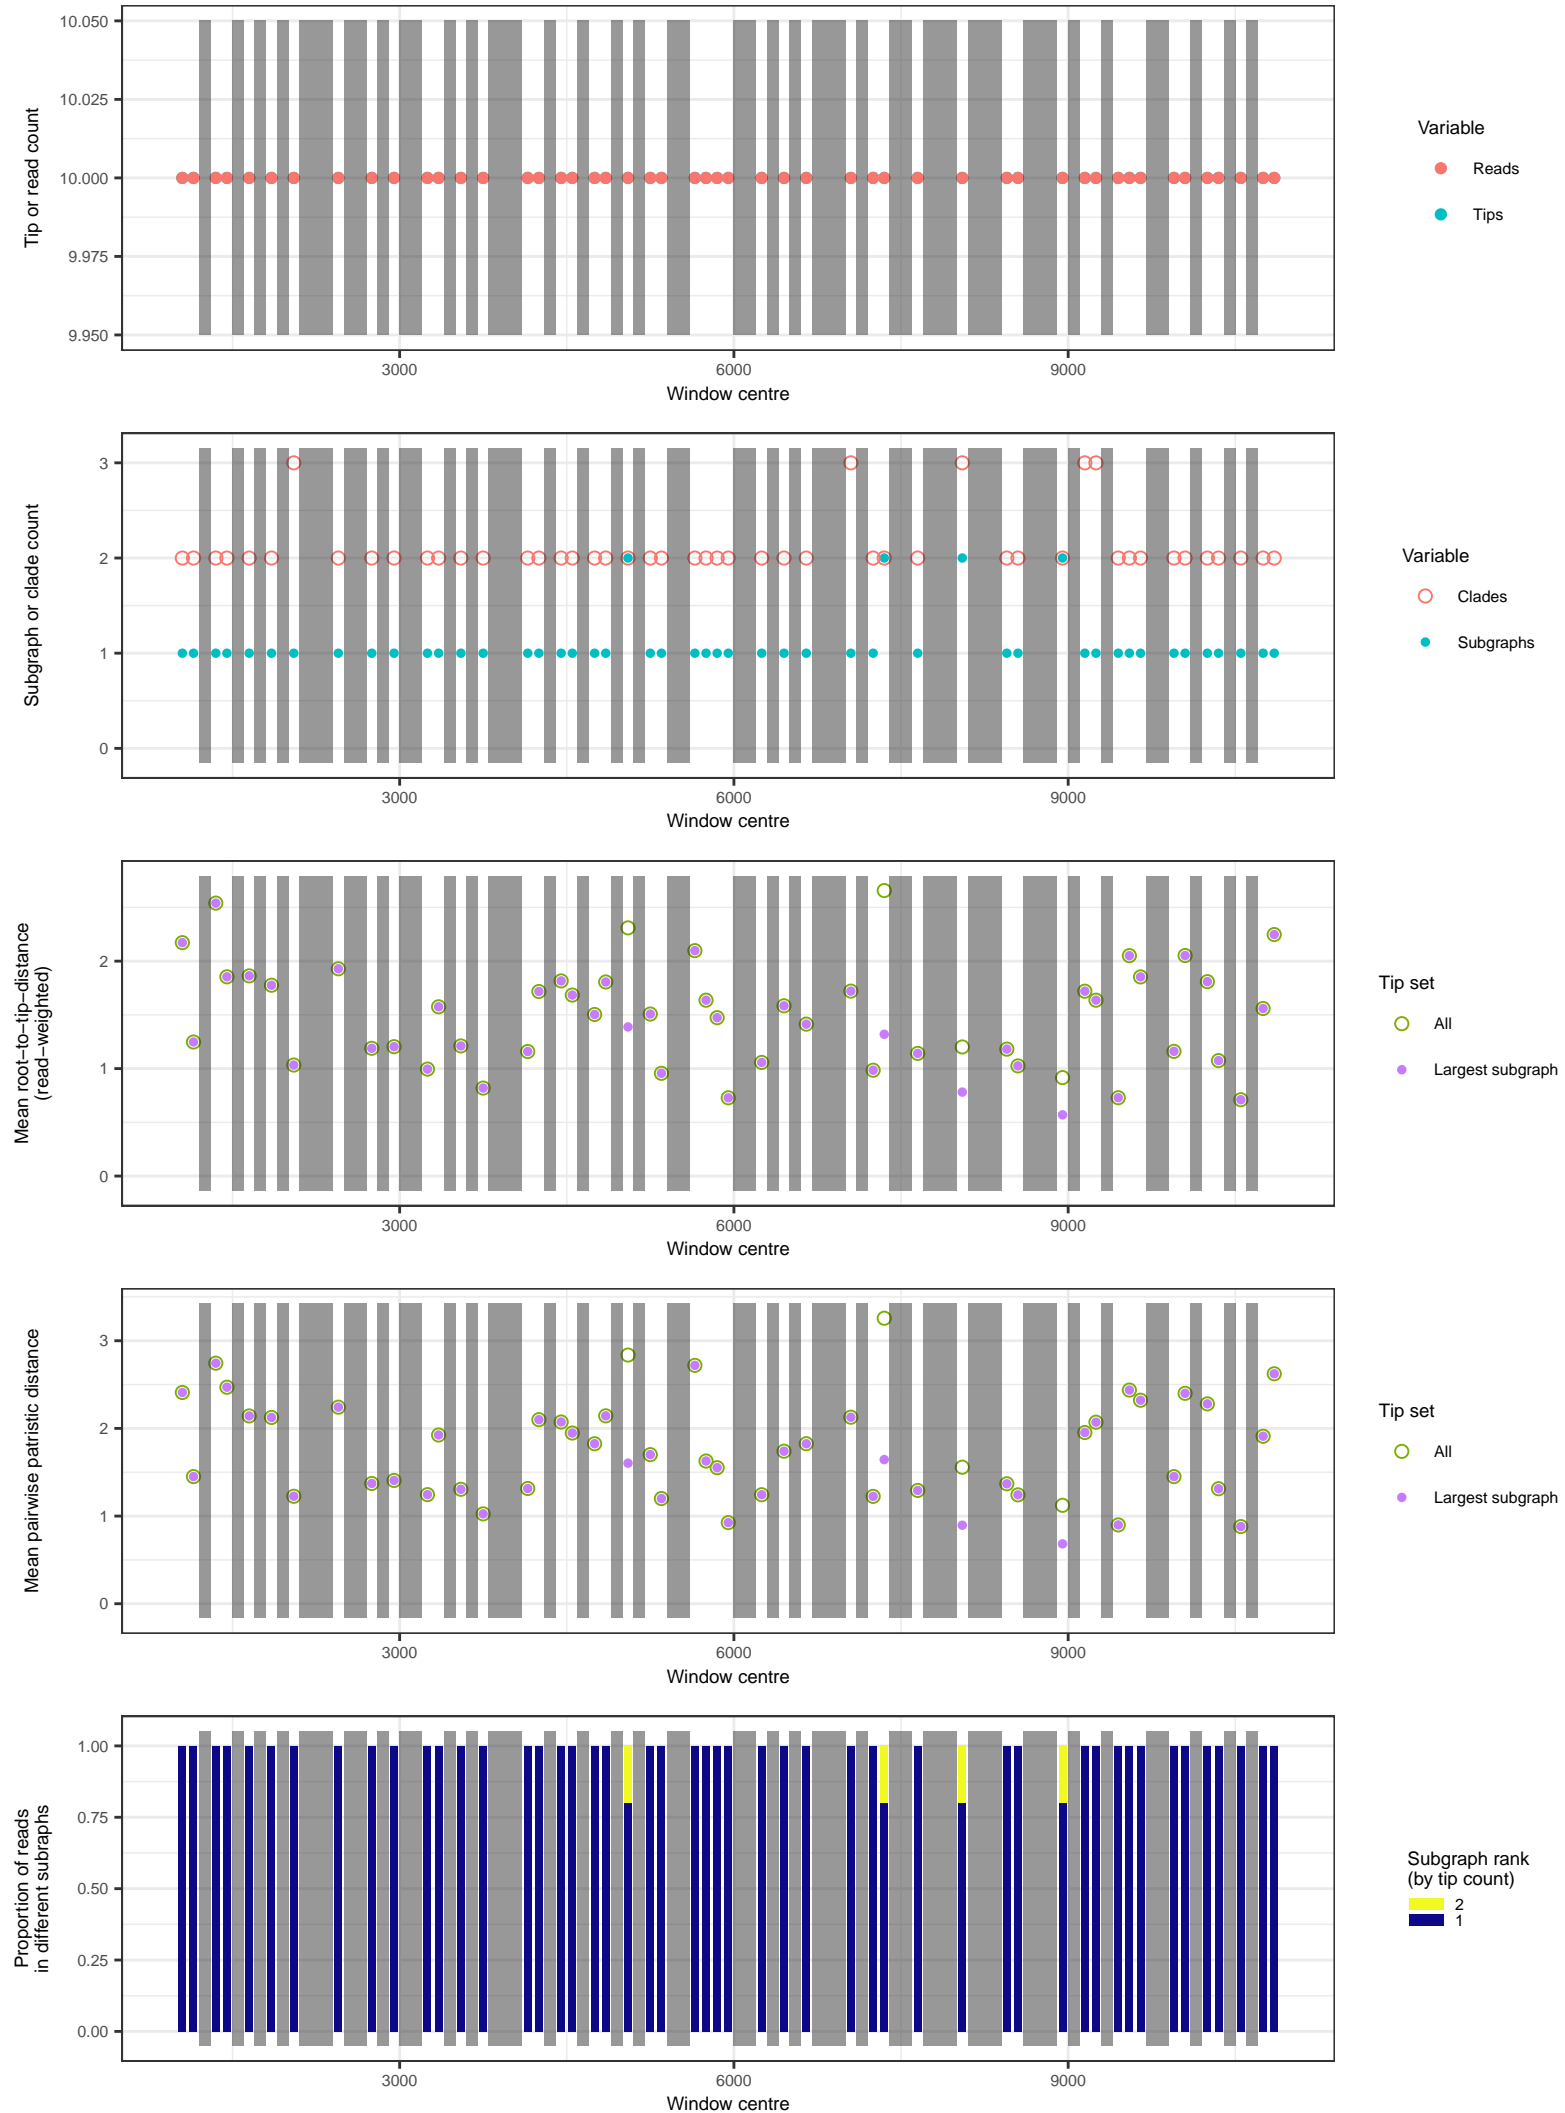 10.050
10.025
10.000
9.975
9.950
Tip or read count
3000
6000
9000
Window centre
Variable
Reads
Tips
3
2
1
0
Subgraph or clade count
3000
6000
9000
Window centre
Variable
Clades
Subgraphs
2
1
0
Mean root−to−tip−distance
(read−weighted)
3000
6000
9000
Window centre
Tip set
All
Largest subgraph
3
2
1
0
Mean pairwise patristic distance
3000
6000
9000
Window centre
Tip set
All
Largest subgraph
1.00
0.75
0.50
0.25
0.00
Proportion of reads
in different subraphs
3000
6000
9000
Window centre
Subgraph rank
(by tip count)
2
1